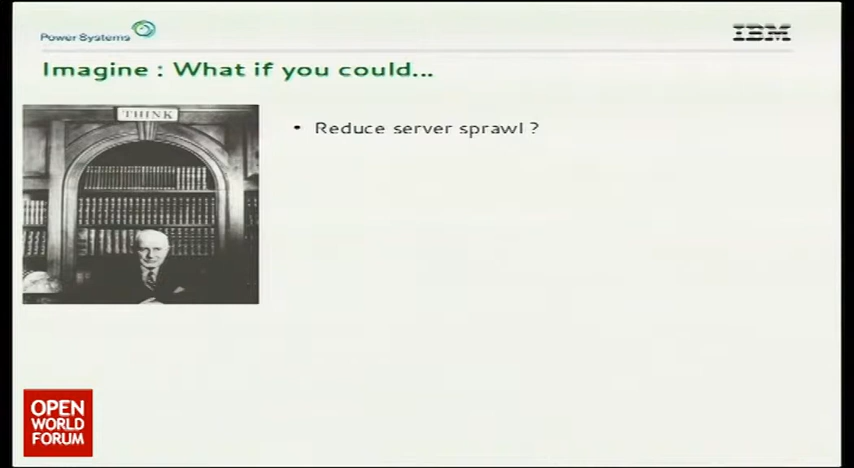 Power Systems
IBM
Imagine : What if you could...
THINK
• Reduce server sprawl ?
OPEN
WORLD
FORUM